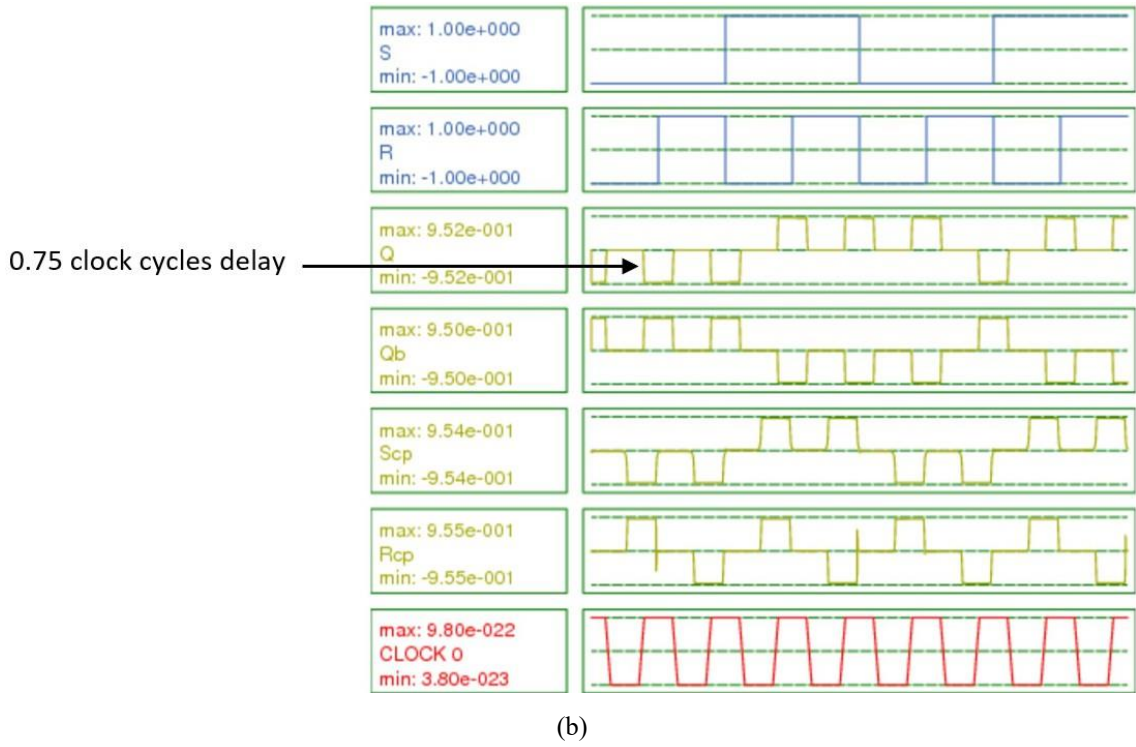 max: 1.00e+000
S
min: -1.00e+000
max: 1.00e+000
R
min: -1.00e+000
0.75 clock cycles delay
max: 9.52e-001
Q
min: -9.52e-001
max: 9.50e-001
Qb
min: -9.50e-001
max: 9.54e-001
Scp
min: -9.54e-001
max: 9.55e-001
Rcp
min: -9.55e-001
max: 9.80e-022
CLOCK 0
min: 3.80e-023
(b)